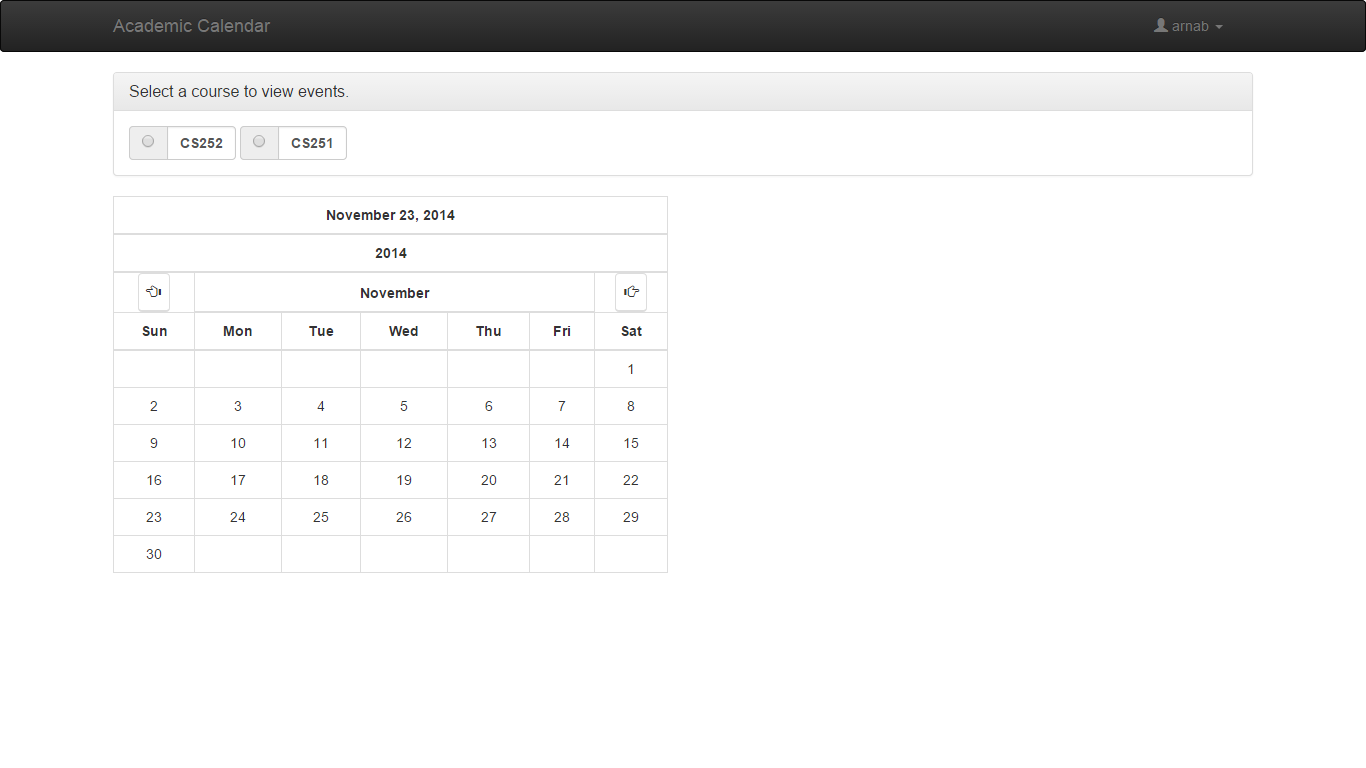 Academic Calendar arnab
Select a course to view events.
CS252 CS251
November 23, 2014
2014
November
Sun Mon Tue Wed Thu Fri Sat
1
2 3 4 5 6 7 8
9 10 11 12 13 14 15
16 17 18 19 20 21 22
23 24 25 26 27 28 29
30